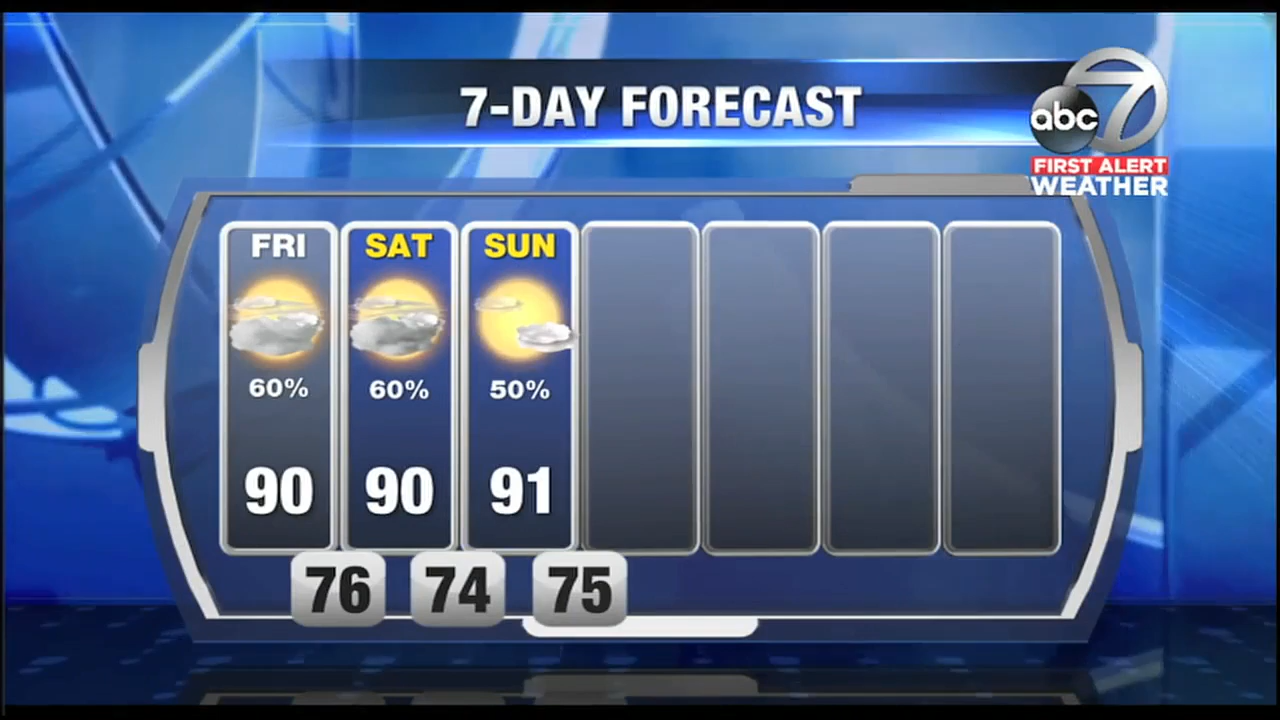 7-DAY FORECAST
abc 7
FIRST ALERT
WEATHER
FRI SAT SUN
60% 60% 50%
90 90 91
76 74 75